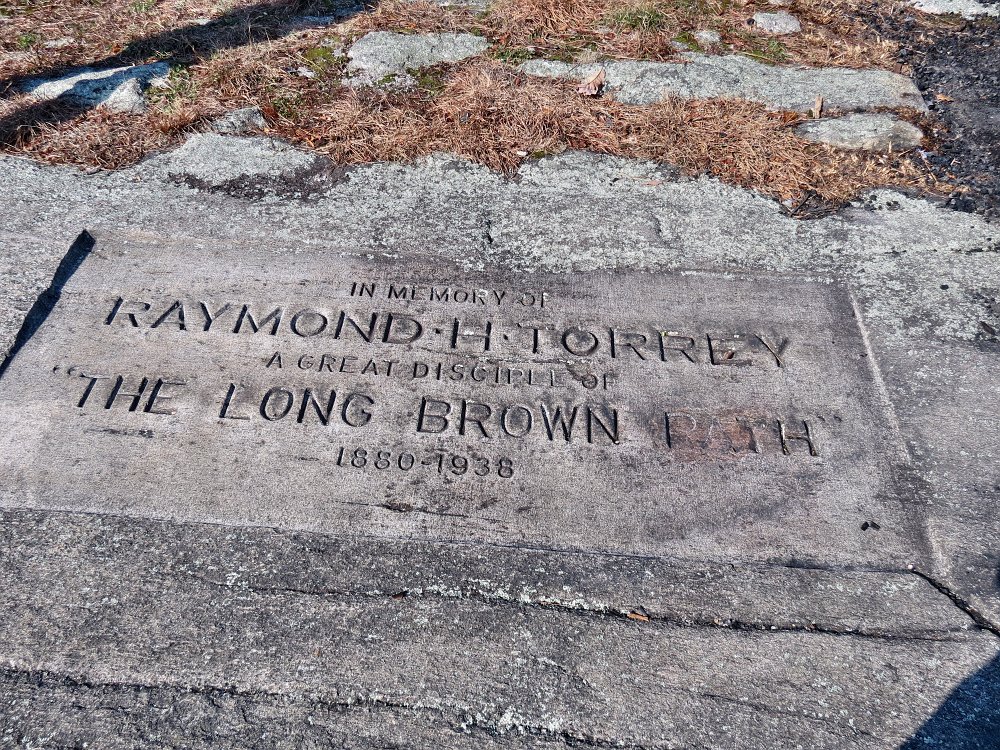 IN MEMORY OF
RAYMOND·H·TORREY
A GREAT DISCIPLE OF
"THE LONG BROWN PATH"
1880-1938